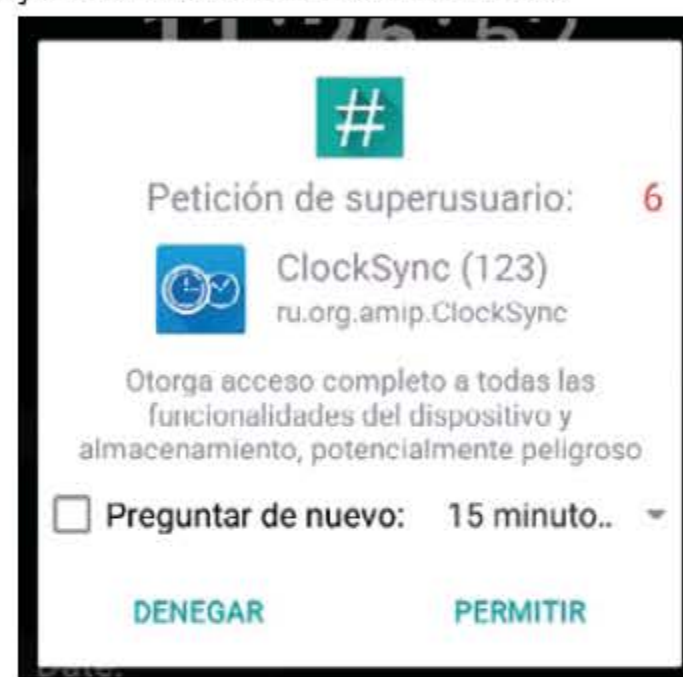 #
Petición de superusuario: 6
ClockSync (123)
ru.org.amip.ClockSync
Otorga acceso completo a todas las
funcionalidades del dispositivo y
almacenamiento, potencialmente peligroso
Preguntar de nuevo: 15 minuto..
DENEGAR PERMITIR